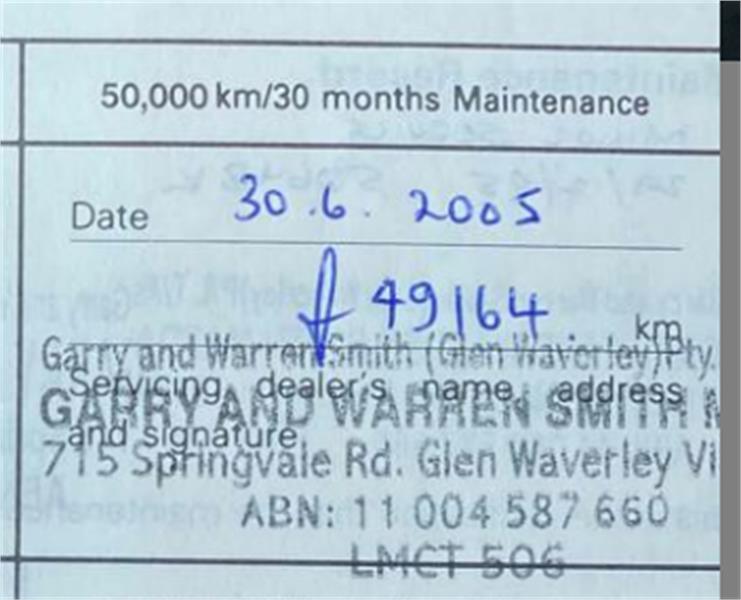 50,000 km/30 months Maintenance
Date 30.6.2005
49164 km
Garry and Warren Smith (Glen Waverley) Pty.
Servicing dealer's name address
GARRY AND WARREN SMITH M
and signature
715 Springvale Rd. Glen Waverley Vi
ABN: 11 004 587 660
LMCT 506